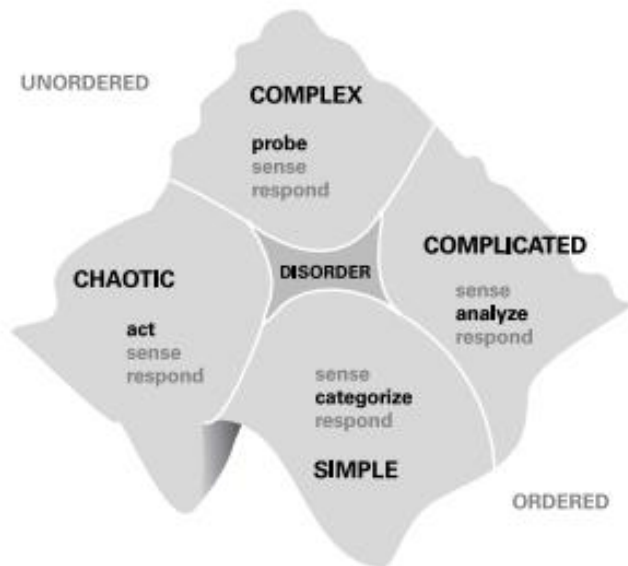 UNORDERED
COMPLEX
probe
sense
respond
COMPLICATED
sense
analyze
respond
DISORDER
CHAOTIC
act
sense
respond
sense
categorize
respond
SIMPLE
ORDERED